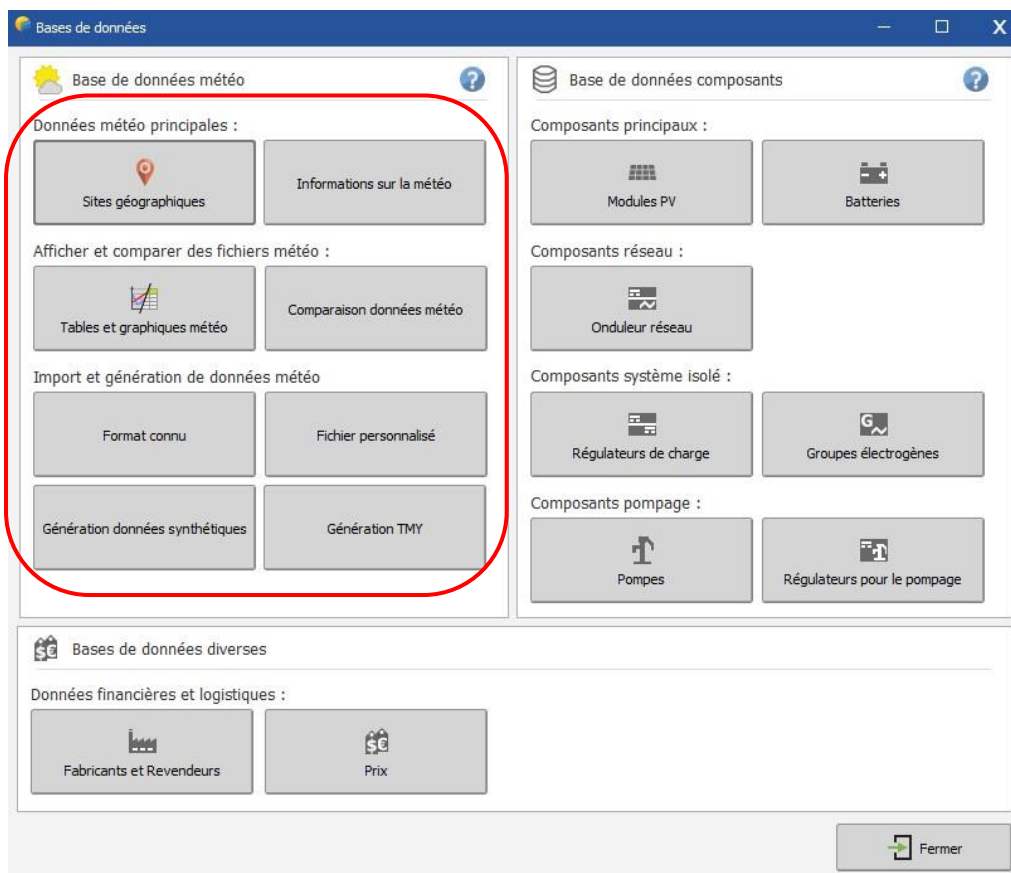 Bases de données
Base de données météo
Données météo principales :
Sites géographiques
Informations sur la météo
Afficher et comparer des fichiers météo :
Tables et graphiques météo
Comparaison données météo
Import et génération de données météo
Format connu
Fichier personnalisé
Génération données synthétiques
Génération TMY
Base de données composants
Composants principaux :
Modules PV
Batteries
Composants réseau :
Onduleur réseau
Composants système isolé :
Régulateurs de charge
Groupes électrogènes
Composants pompage :
Pompes
Régulateurs pour le pompage
Bases de données diverses
Données financières et logistiques :
Fabricants et Revendeurs
Prix
Fermer